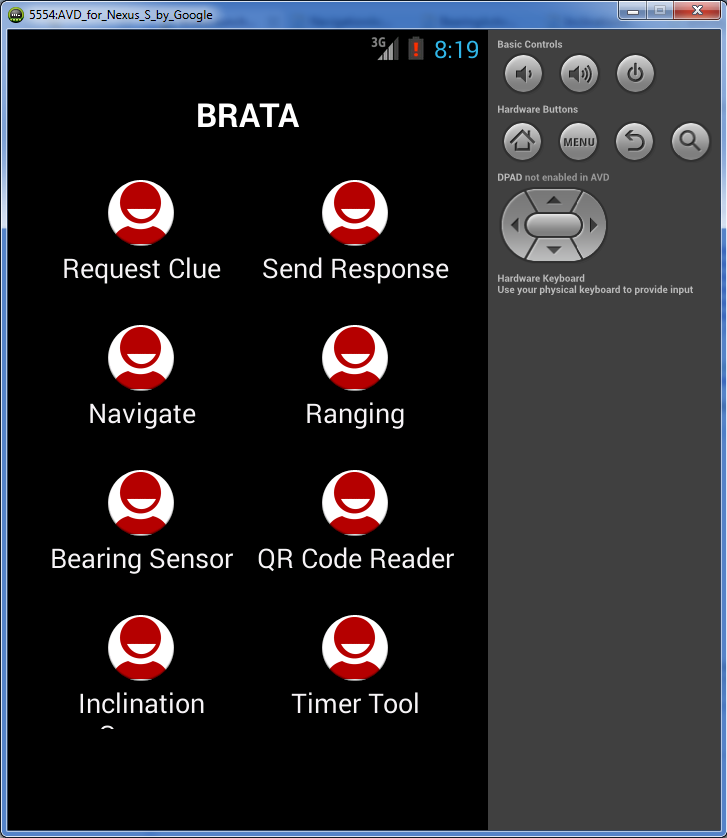 5554:AVD_for_Nexus_S_by_Google
3G 8:19
BRATA
Request Clue
Send Response
Navigate
Ranging
Bearing Sensor
QR Code Reader
Inclination
Timer Tool
Basic Controls
Hardware Buttons
MENU
DPAD not enabled in AVD
Hardware Keyboard
Use your physical keyboard to provide input